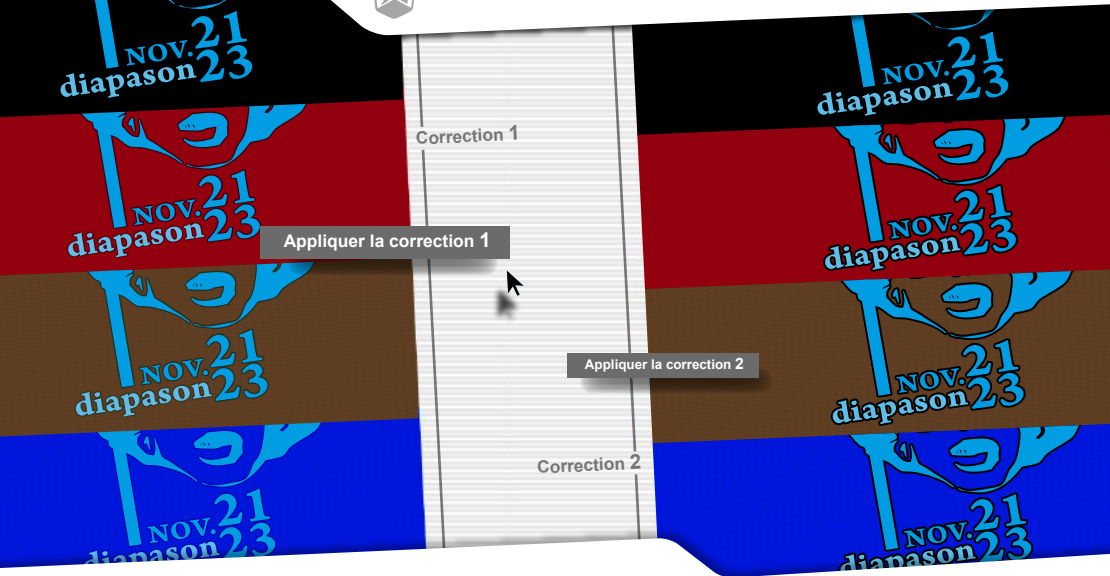 NOV.21
diapason23
NOV.21
diapason23
NOV.21
diapason23
NOV.21
diapason23
Correction 1
Appliquer la correction 1
Appliquer la correction 2
Correction 2
NOV.21
diapason23
NOV.21
diapason23
NOV.21
diapason23
NOV.21
diapason23